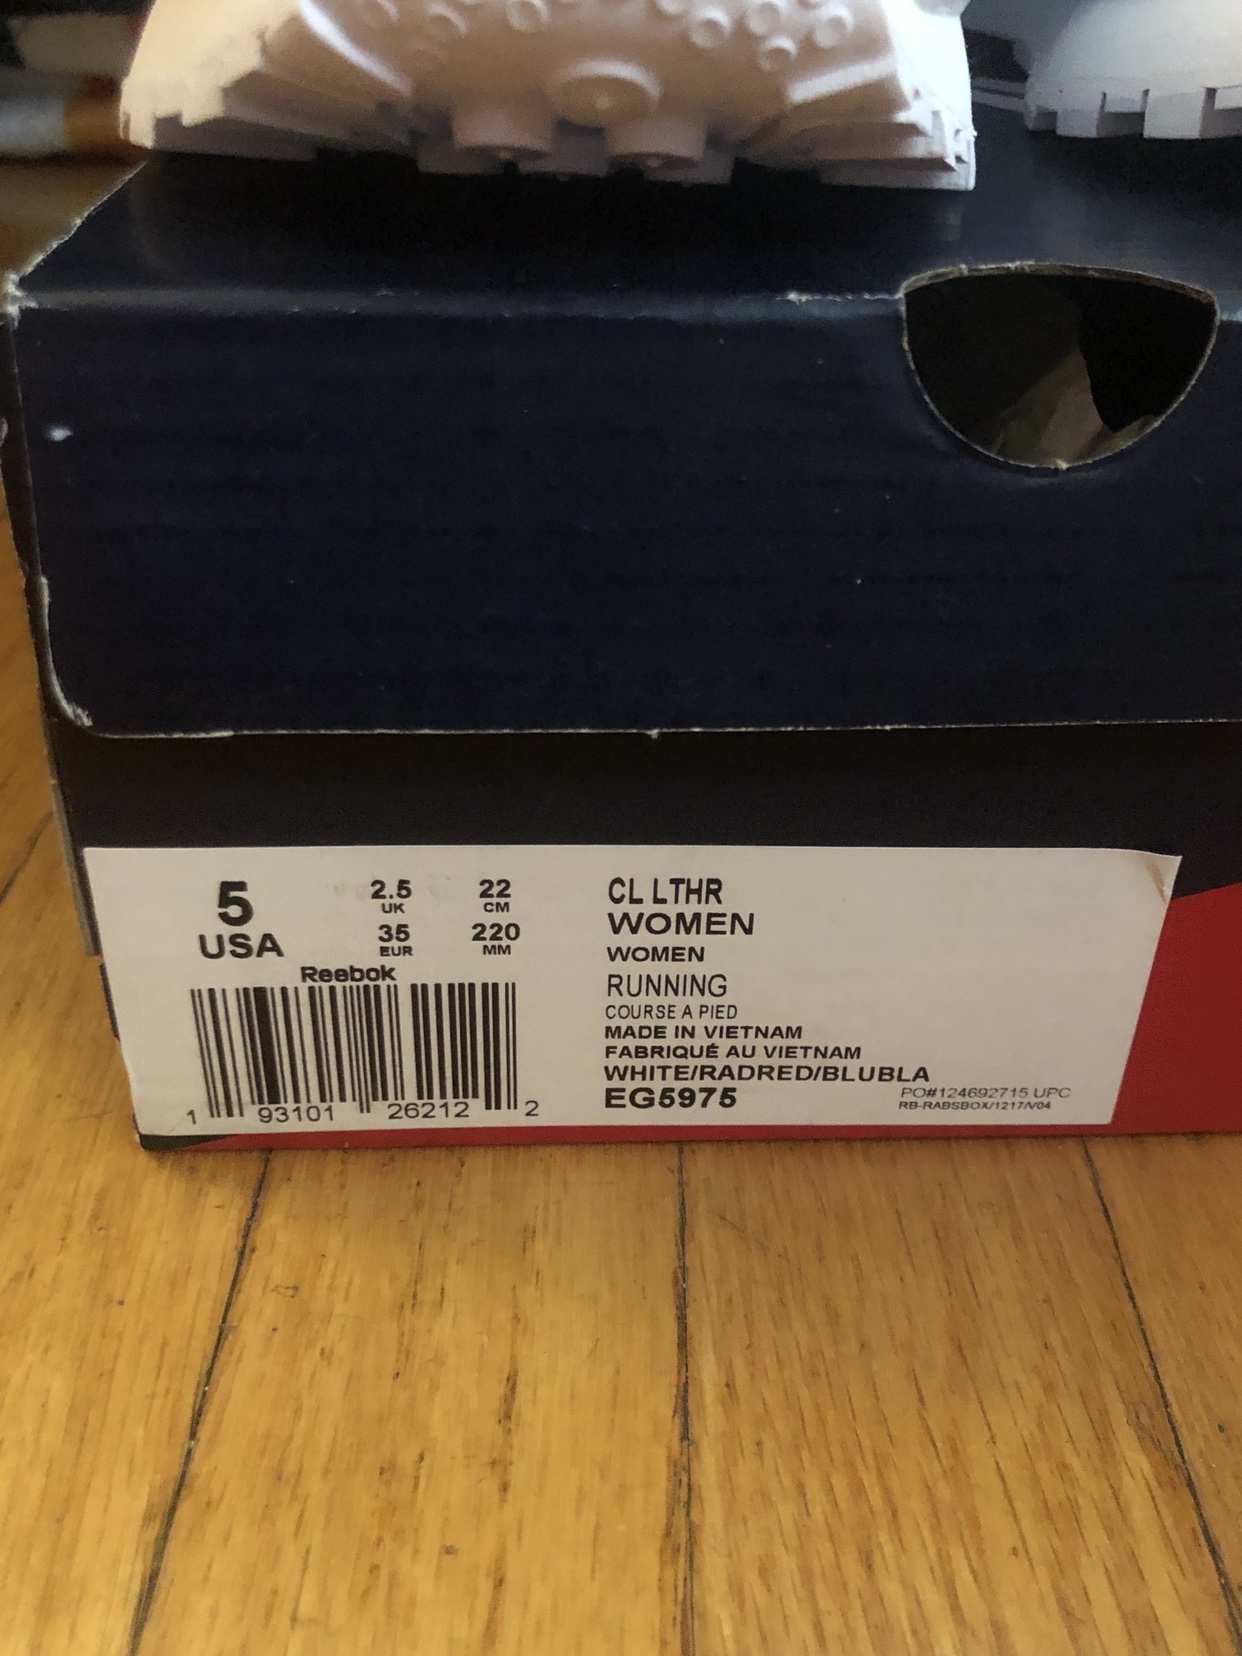 5
USA
2.5
UK
35
EUR
22
CM
220
MM
Reebok
1 93101 26212 2
CL LTHR
WOMEN
WOMEN
RUNNING
COURSE A PIED
MADE IN VIETNAM
FABRIQUÉ AU VIETNAM
WHITE/RADRED/BLUBLA
EG5975
PO#124692715 UPC
RB-RABSBOX/1217/V04